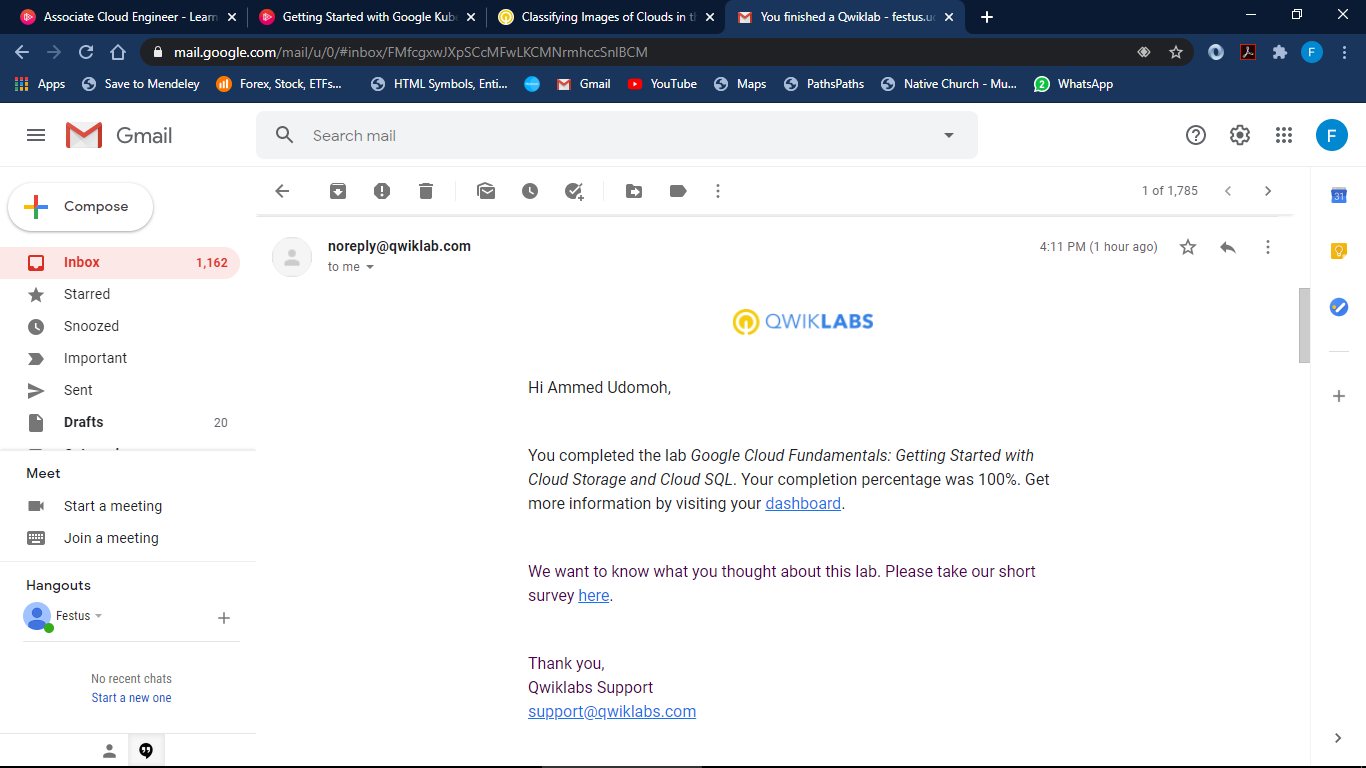 Associate Cloud Engineer - Learn
Getting Started with Google Kube
Classifying Images of Clouds in th
You finished a Qwiklab - festus.u
mail.google.com/mail/u/0/#inbox/FMfcgxwJXpSCcMFwLKCMNrmhccSnlBCM
F
Apps
Save to Mendeley
Forex, Stock, ETFs...
HTML Symbols, Enti...
Gmail
YouTube
Maps
PathsPaths
Native Church - Mu...
2
WhatsApp
Gmail
Search mail
F
Compose
1 of 1,785
31
Inbox 1,162
Starred
Snoozed
Important
Sent
Drafts 20
Meet
Start a meeting
Join a meeting
Hangouts
Festus
No recent chats
Start a new one
noreply@qwiklab.com
4:11 PM (1 hour ago)
to me
QWIKLABS
Hi Ammed Udomoh,
You completed the lab Google Cloud Fundamentals: Getting Started with
Cloud Storage and Cloud SQL. Your completion percentage was 100%. Get
more information by visiting your dashboard.
We want to know what you thought about this lab. Please take our short
survey here.
Thank you,
Qwiklabs Support
support@qwiklabs.com